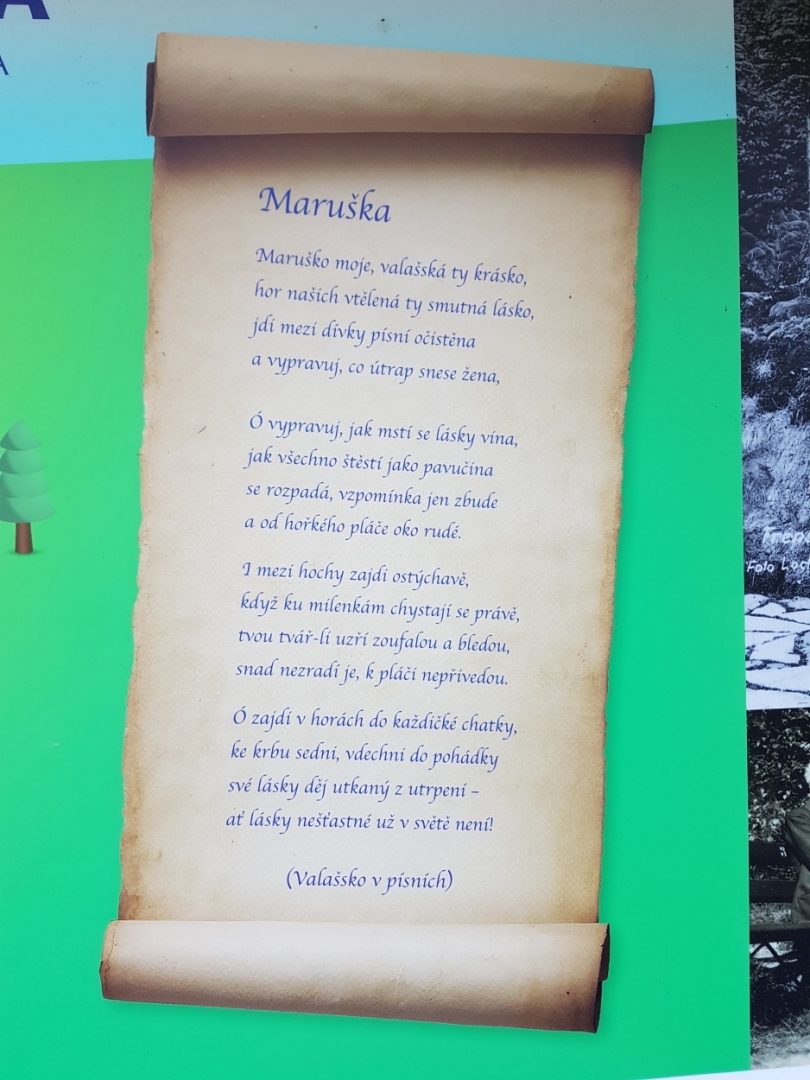 A
A
Maruška
Maruško moje, valašská ty krásko,
hor našich vtělená ty smutná lásko,
jdi mezi dívky písní očistěna
a vypravuj, co útrap snese žena,
Ó vypravuj, jak mstí se lásky vina,
jak všechno štěstí jako pavučina
se rozpadá, vzpomínka jen zbude
a od hořkého pláče oko rudé.
I mezi hochy zajdi ostýchavě,
když ku milenkám chystají se právě,
tvou tvář-li uzří zoufalou a bledou,
snad nezradí je, k pláči nepřivedou.
Ó zajdi v horách do každičké chatky,
ke krbu sedni, vdechni do pohádky
své lásky děj utkaný z utrpení –
ať lásky nešťastné už v světě není!
(Valašsko v písních)
Foto